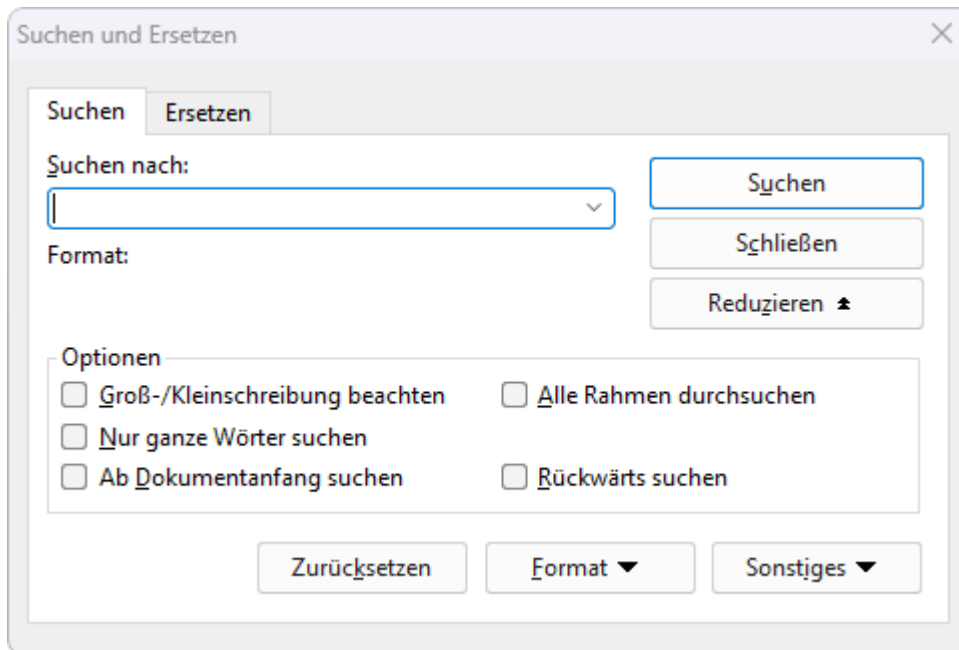 Suchen und Ersetzen
Suchen Ersetzen
Suchen nach:
Suchen
Format:
Schließen
Reduzieren
Optionen
Groß-/Kleinschreibung beachten Alle Rahmen durchsuchen
Nur ganze Wörter suchen
Ab Dokumentanfang suchen Rückwärts suchen
Zurücksetzen Format Sonstiges